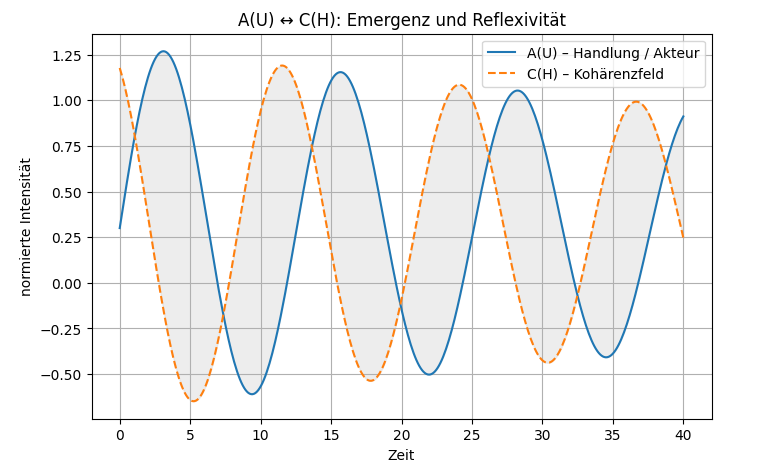 A(U) ↔ C(H): Emergenz und Reflexivität
A(U) – Handlung / Akteur
C(H) – Kohärenzfeld
normierte Intensität
1.25
1.00
0.75
0.50
0.25
0.00
−0.25
−0.50
0 5 10 15 20 25 30 35 40
Zeit